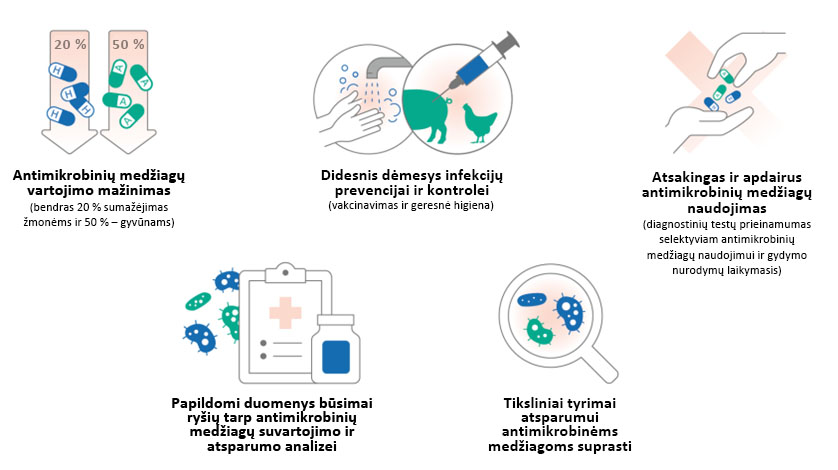 20 %
50 %
H
H
H
H
A
A
A
A
Antimikrobinių medžiagų
vartojimo mažinimas
(bendras 20 % sumažėjimas
žmonėms ir 50 % – gyvūnams)
Didesnis dėmesys infekcijų
prevencijai ir kontrolei
(vakcinavimas ir geresnė higiena)
Atsakingas ir apdairus
antimikrobinių medžiagų
naudojimas
(diagnostinių testų prieinamumas
selektyviam antimikrobinių
medžiagų naudojimui ir gydymo
nurodymų laikymasis)
Papildomi duomenys būsimai
ryšių tarp antimikrobinių
medžiagų suvartojimo ir
atsparumo analizei
Tiksliniai tyrimai
atsparumui
antimikrobinėms
medžiagoms suprasti